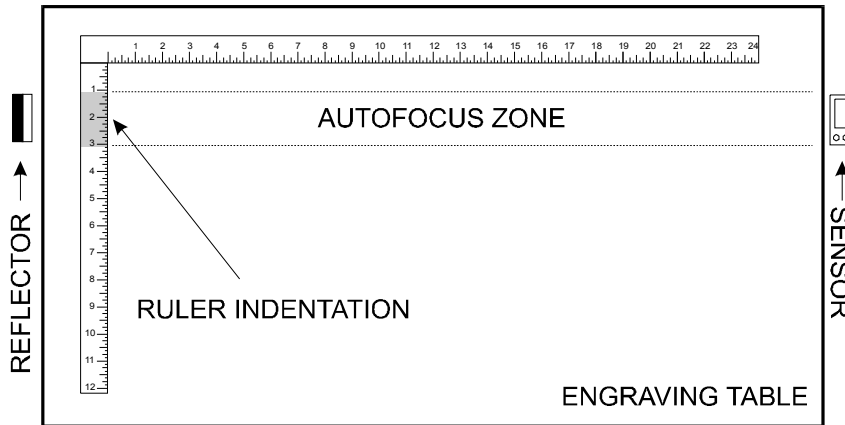 1 2 3 4 5 6 7 8 9 10 11 12 13 14 15 16 17 18 19 20 21 22 23 24
1
2
3
4
5
6
7
8
9
10
11
12
AUTOFOCUS ZONE
RULER INDENTATION
REFLECTOR
SENSOR
ENGRAVING TABLE